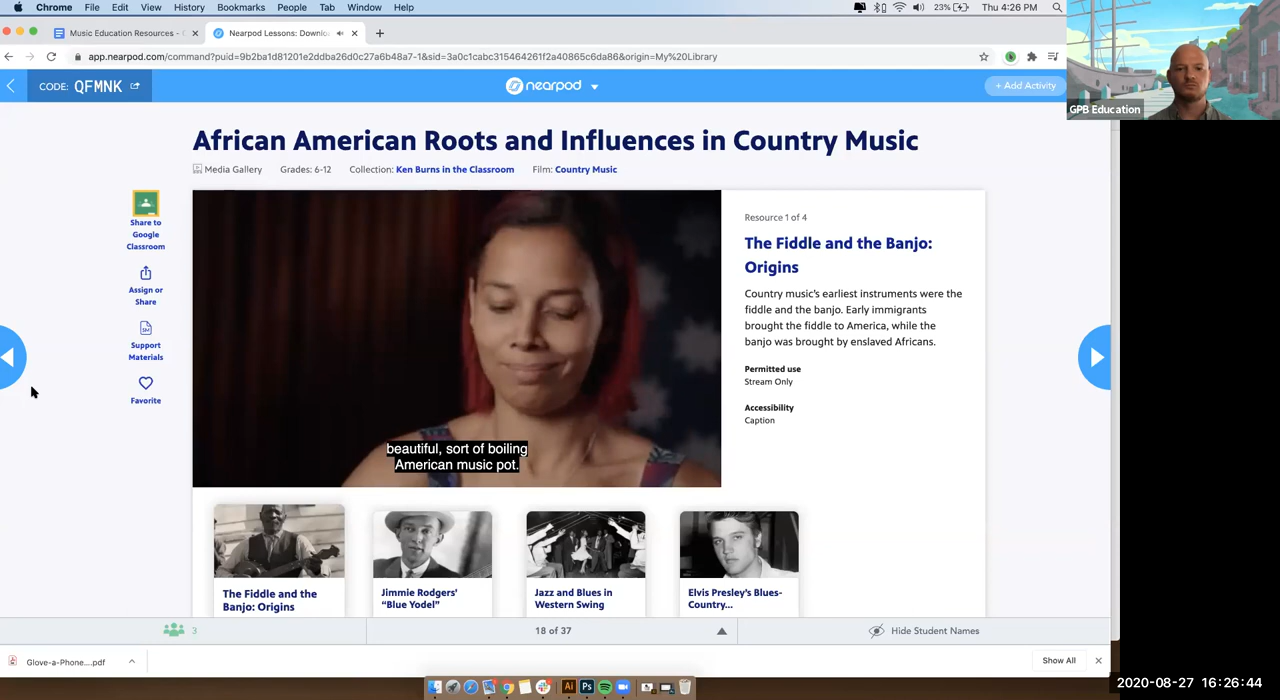 Chrome File Edit View History Bookmarks People Tab Window Help 23% Thu 4:26 PM
Music Education Resources - Nearpod Lessons: Downlo
app.nearpod.com/command?puid=9b2ba1d81201e2ddba26d0c27a6b48a7-1&sid=3a0c1cabc315464261f2a40865c6da86&origin=My%20Library
CODE: QFMNK nearpod + Add Activity
GPB Education
African American Roots and Influences in Country Music
Media Gallery Grades: 6-12 Collection: Ken Burns in the Classroom Film: Country Music
Share to
Google
Classroom
Assign or
Share
Support
Materials
Favorite
beautiful, sort of boiling
American music pot.
Resource 1 of 4
The Fiddle and the Banjo:
Origins
Country music's earliest instruments were the
fiddle and the banjo. Early immigrants
brought the fiddle to America, while the
banjo was brought by enslaved Africans.
Permitted use
Stream Only
Accessibility
Caption
The Fiddle and the
Banjo: Origins
Jimmie Rodgers'
"Blue Yodel"
Jazz and Blues in
Western Swing
Elvis Presley's Blues-
Country...
3 18 of 37 Hide Student Names
Glove-a-Phone....pdf Show All
Ai Ps
2020-08-27 16:26:44